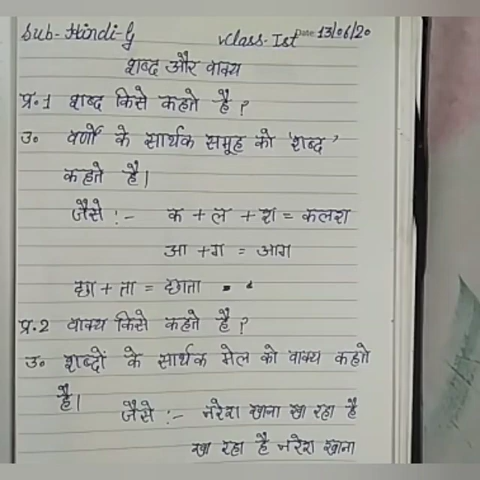 Sub- Hindi-G Class-Ist Date 13/06/20
शब्द और वाक्य
प्र.1 शब्द किसे कहते है ?
उ० वर्णों के सार्थक समूह को 'शब्द'
कहते है।
जैसे :- क + ल + श = कलश
आ + ग = आग
छा + ता = छाता
प्र.2 वाक्य किसे कहते है ?
उ० शब्दो के सार्थक मेल को वाक्य कहते
है।
जैसे :- नरेश खाना खा रहा है
खा रहा है नरेश खाना